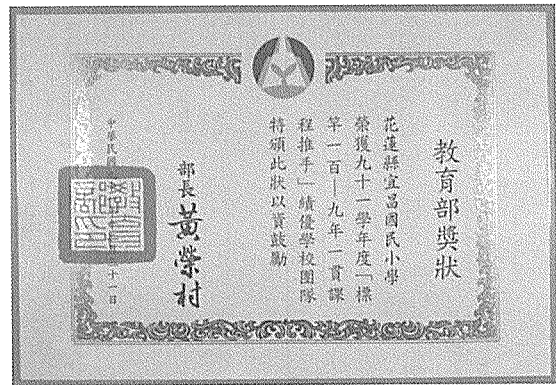 教育部獎狀
花蓮縣宜昌國民小學
榮獲九十一學年度「標
竿一百—九年一貫課
程推手」績優學校團隊
特頒此狀以資鼓勵
部長 黃榮村
中華民國
十一日